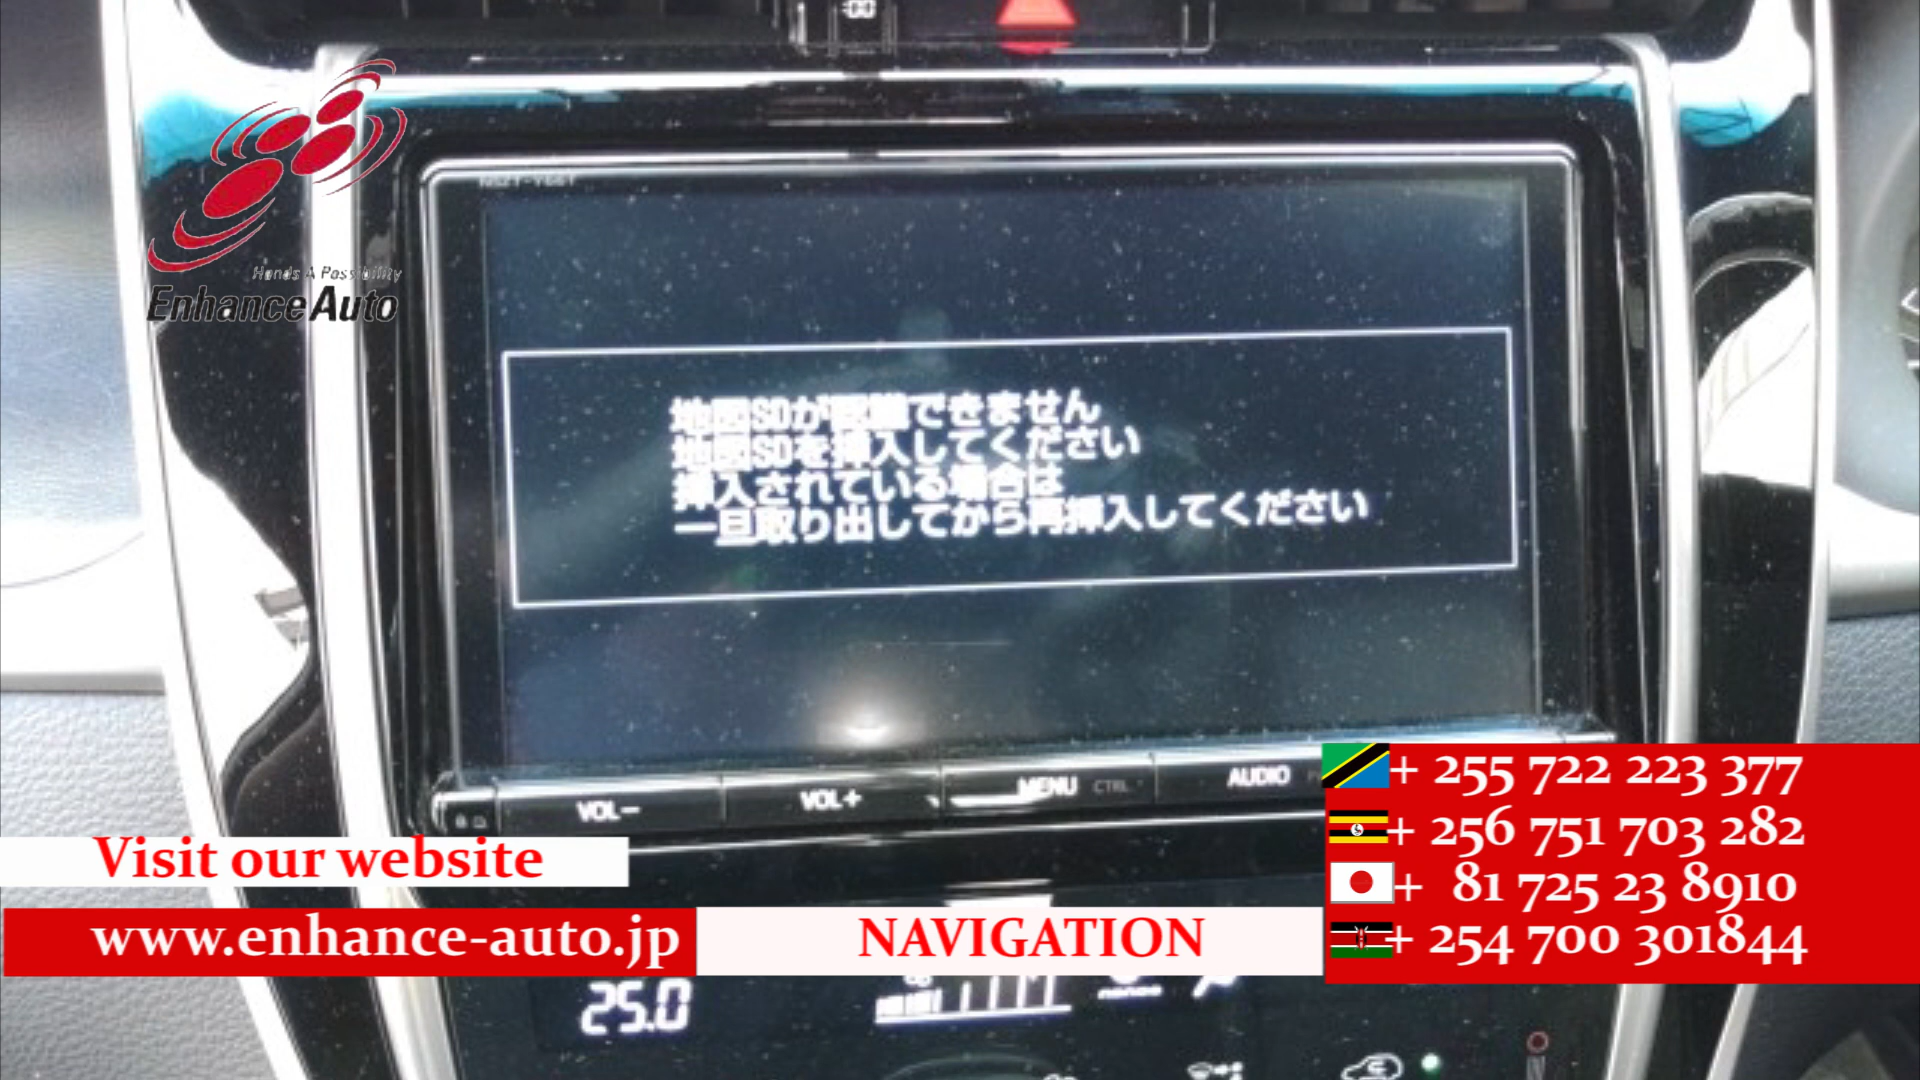 :00
Hands A Possibility
EnhanceAuto
地図SDが認識できません
地図SDを挿入してください
挿入されている場合は
一旦取り出してから再挿入してください
VOL−
VOL+
MENU
CTRL
AUDIO
+ 255 722 223 377
+ 256 751 703 282
+ 81 725 23 8910
+ 254 700 301844
Visit our website
www.enhance-auto.jp
NAVIGATION
25.0